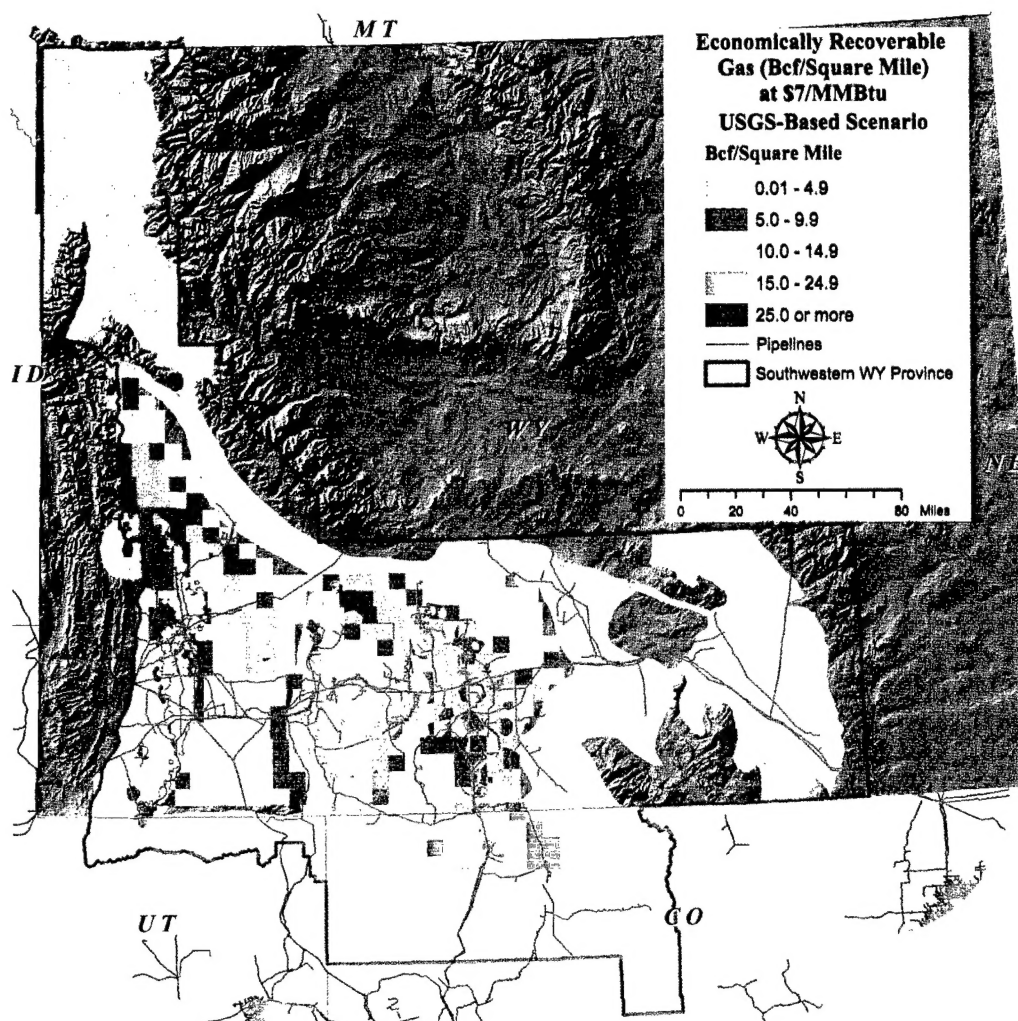 MT
Economically Recoverable
Gas (Bcf/Square Mile)
at $7/MMBtu
USGS-Based Scenario
Bcf/Square Mile
0.01 - 4.9
5.0 - 9.9
10.0 - 14.9
15.0 - 24.9
25.0 or more
Pipelines
Southwestern WY Province
N
W E
S
0 20 40 80 Miles
ID
WY
NE
UT
CO